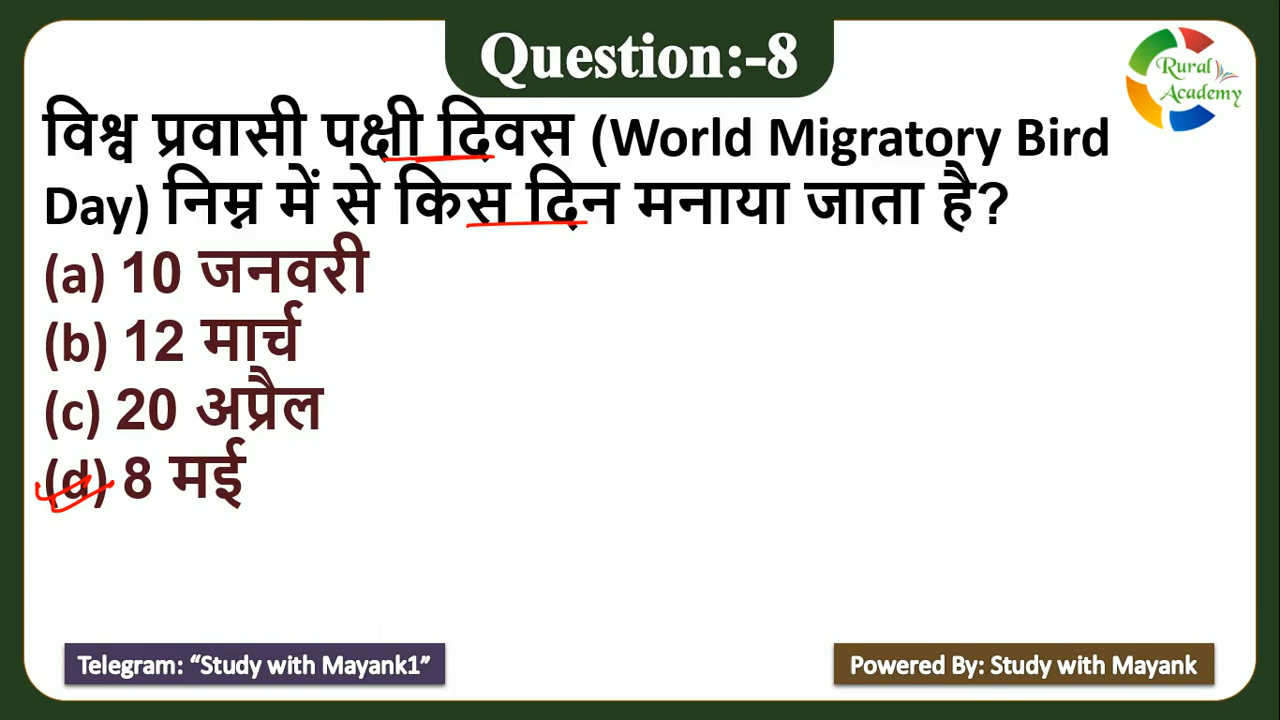 Question:-8
Rural
Academy
विश्व प्रवासी पक्षी दिवस (World Migratory Bird
Day) निम्न में से किस दिन मनाया जाता है?
(a) 10 जनवरी
(b) 12 मार्च
(c) 20 अप्रैल
(d) 8 मई
Telegram: “Study with Mayank1”
Powered By: Study with Mayank